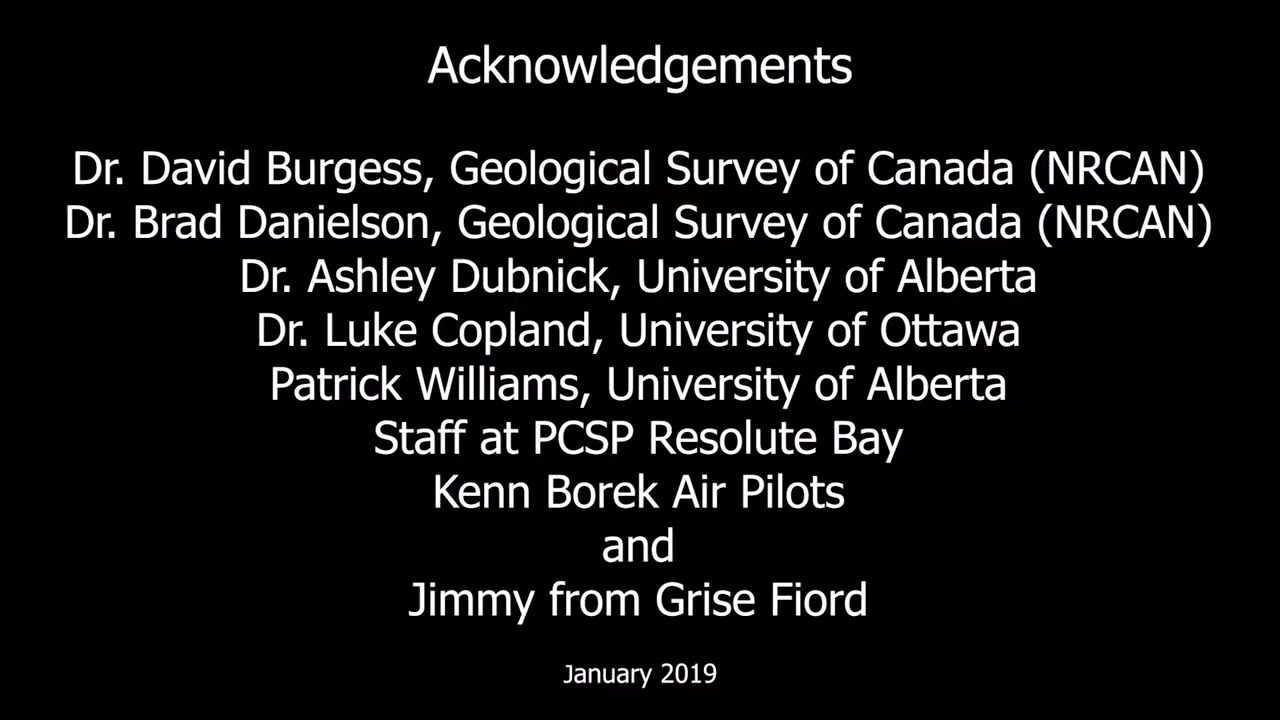 Acknowledgements
Dr. David Burgess, Geological Survey of Canada (NRCAN)
Dr. Brad Danielson, Geological Survey of Canada (NRCAN)
Dr. Ashley Dubnick, University of Alberta
Dr. Luke Copland, University of Ottawa
Patrick Williams, University of Alberta
Staff at PCSP Resolute Bay
Kenn Borek Air Pilots
and
Jimmy from Grise Fiord
January 2019